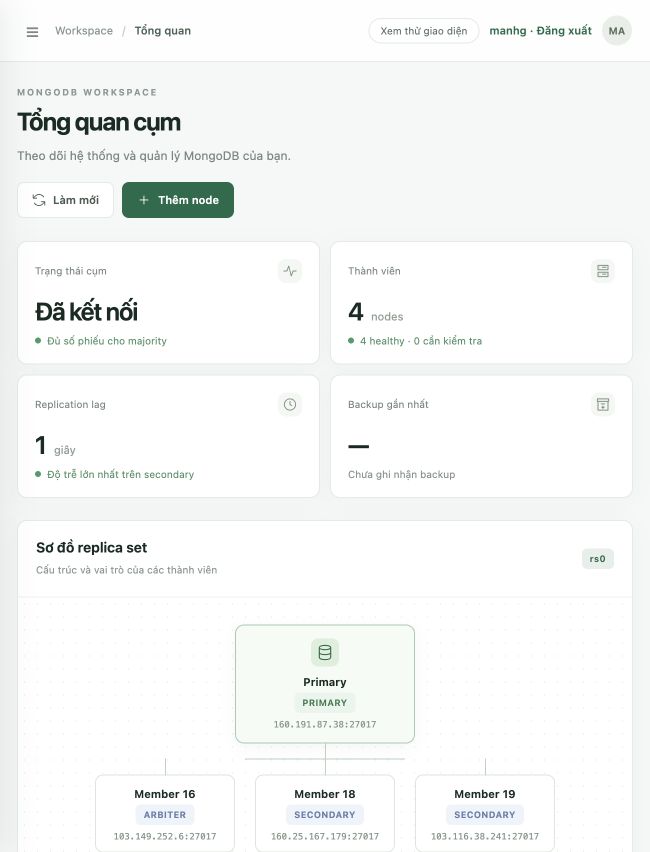 Workspace / Tổng quan
Xem thử giao diện
manhg · Đăng xuất
MA
MONGODB WORKSPACE
Tổng quan cụm
Theo dõi hệ thống và quản lý MongoDB của bạn.
Làm mới
Thêm node
Trạng thái cụm
Đã kết nối
Đủ số phiếu cho majority
Thành viên
4 nodes
4 healthy · 0 cần kiểm tra
Replication lag
1 giây
Độ trễ lớn nhất trên secondary
Backup gần nhất
—
Chưa ghi nhận backup
Sơ đồ replica set
Cấu trúc và vai trò của các thành viên
rs0
Primary
PRIMARY
160.191.87.38:27017
Member 16
ARBITER
103.149.252.6:27017
Member 18
SECONDARY
160.25.167.179:27017
Member 19
SECONDARY
103.116.38.241:27017